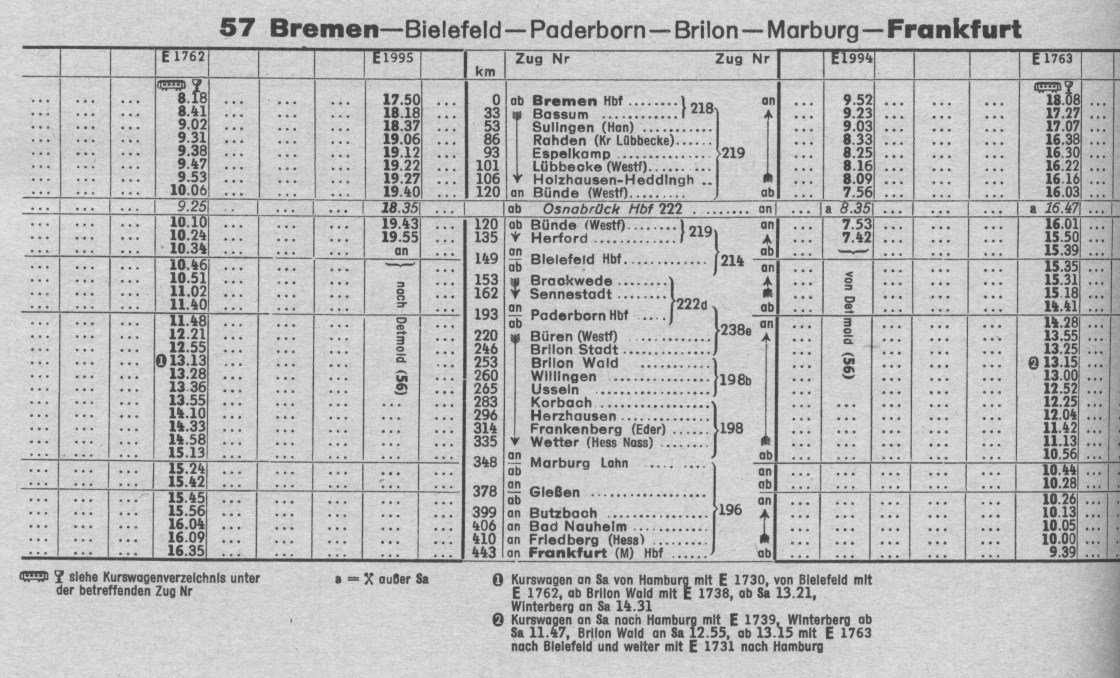 57 Bremen—Bielefeld—Paderborn—Brilon—Marburg—Frankfurt
E 1762 E1995 km Zug Nr Zug Nr E1994 E 1763
8.18 17.50 0 ab Bremen Hbf 218 an 9.52 18.08
8.41 18.18 33 Bassum 9.23 17.27
9.02 18.37 53 Sulingen (Han) 9.03 17.07
9.31 19.06 86 Rahden (Kr Lübbecke) 8.33 16.38
9.38 19.12 93 Espelkamp 219 8.25 16.30
9.47 19.22 101 Lübbecke (Westf) 8.16 16.22
9.53 19.27 106 Holzhausen-Heddingh 8.09 16.16
10.06 19.40 120 an Bünde (Westf) ab 7.56 16.03
9.25 18.35 ab Osnabrück Hbf 222 an a 8.35 a 16.47
10.10 19.43 120 ab Bünde (Westf) 219 an 7.53 16.01
10.24 19.55 135 Herford 7.42 15.50
10.34 an 149 an Bielefeld Hbf 214 ab 15.39
10.46 nach Detmold (56) ab an von Detmold (56) 15.35
10.51 153 Brackwede 15.31
11.02 162 Sennestadt 222d 15.18
11.40 193 an Paderborn Hbf ab 14.41
11.48 ab 238e an 14.28
12.21 220 Büren (Westf) 13.55
12.55 246 Brilon Stadt 13.25
❶ 13.13 253 Brilon Wald ❷ 13.15
13.28 260 Willingen 198b 13.00
13.36 265 Usseln 12.52
13.55 283 Korbach 12.25
14.10 296 Herzhausen 12.04
14.33 314 Frankenberg (Eder) 198 11.42
14.58 335 Wetter (Hess Nass) 11.13
15.13 348 an Marburg Lahn ab 10.56
15.24 ab an 10.44
15.42 378 an Gießen ab 10.28
15.45 ab 196 an 10.26
15.56 399 an Butzbach 10.13
16.04 406 an Bad Nauheim 10.05
16.09 410 an Friedberg (Hess) 10.00
16.35 443 an Frankfurt (M) Hbf ab 9.39
siehe Kurswagenverzeichnis unter
der betreffenden Zug Nr
a = X außer Sa
❶ Kurswagen an Sa von Hamburg mit E 1730, von Bielefeld mit
E 1762, ab Brilon Wald mit E 1738, ab Sa 13.21,
Winterberg an Sa 14.31
❷ Kurswagen an Sa nach Hamburg mit E 1739, Winterberg ab
Sa 11.47, Brilon Wald an Sa 12.55, ab 13.15 mit E 1763
nach Bielefeld und weiter mit E 1731 nach Hamburg